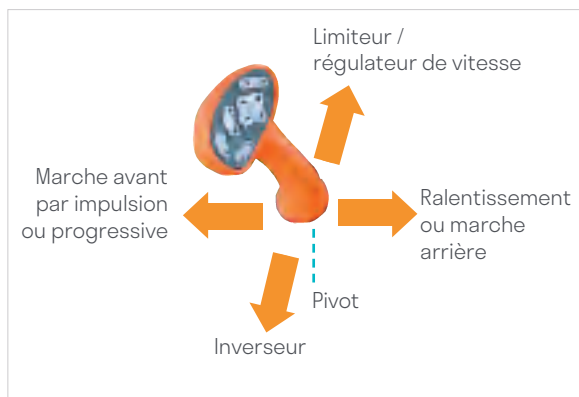 Limiteur /
régulateur de vitesse
Marche avant
par impulsion
ou progressive
Ralentissement
ou marche
arrière
Pivot
Inverseur